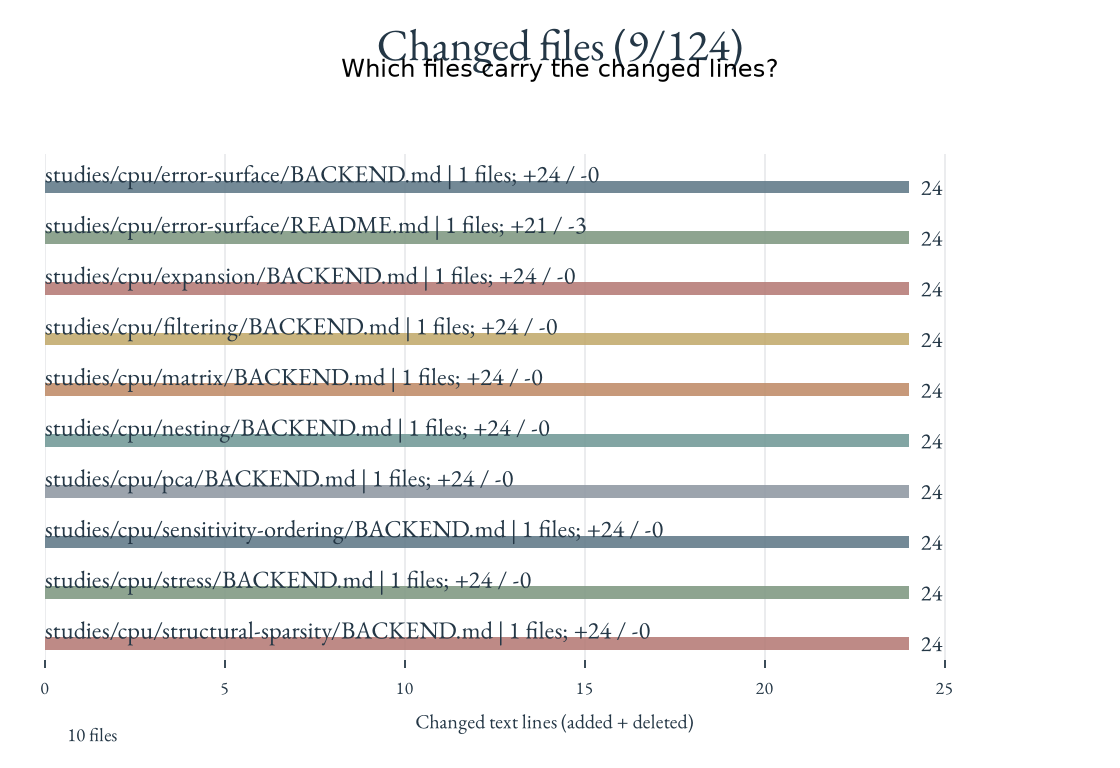 Changed files (9/124)
Which files carry the changed lines?
studies/cpu/error-surface/BACKEND.md | 1 files; +24 / -0
24
studies/cpu/error-surface/README.md | 1 files; +21 / -3
24
studies/cpu/expansion/BACKEND.md | 1 files; +24 / -0
24
studies/cpu/filtering/BACKEND.md | 1 files; +24 / -0
24
studies/cpu/matrix/BACKEND.md | 1 files; +24 / -0
24
studies/cpu/nesting/BACKEND.md | 1 files; +24 / -0
24
studies/cpu/pca/BACKEND.md | 1 files; +24 / -0
24
studies/cpu/sensitivity-ordering/BACKEND.md | 1 files; +24 / -0
24
studies/cpu/stress/BACKEND.md | 1 files; +24 / -0
24
studies/cpu/structural-sparsity/BACKEND.md | 1 files; +24 / -0
24
0 5 10 15 20 25
Changed text lines (added + deleted)
10 files